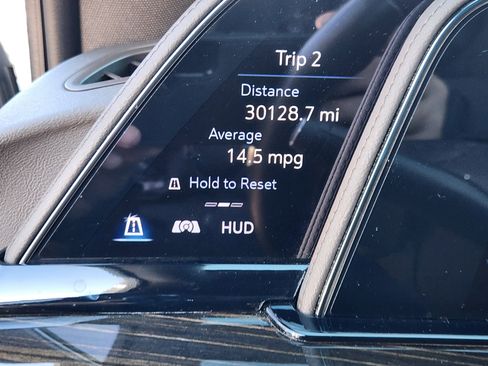 Trip 2
Distance
30128.7 mi
Average
14.5 mpg
Hold to Reset
HUD